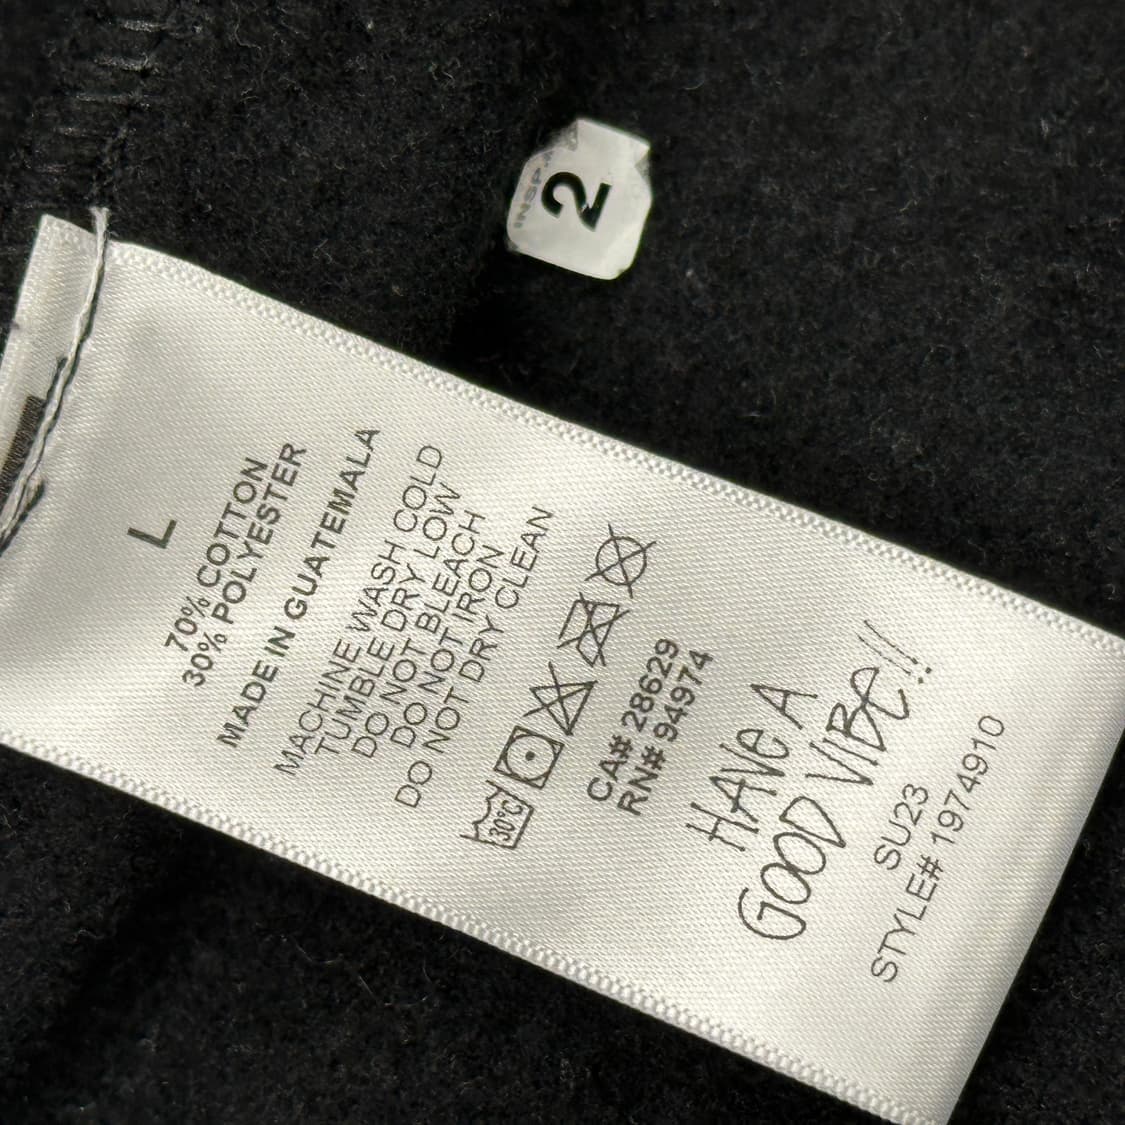 INSP.
2
L
70% COTTON
30% POLYESTER
MADE IN GUATEMALA
MACHINE WASH COLD
TUMBLE DRY LOW
DO NOT BLEACH
DO NOT IRON
DO NOT DRY CLEAN
30°C
CA# 28629
RN# 94974
HAVE A
GOOD VIBE!!!
SU23
STYLE# 1974910